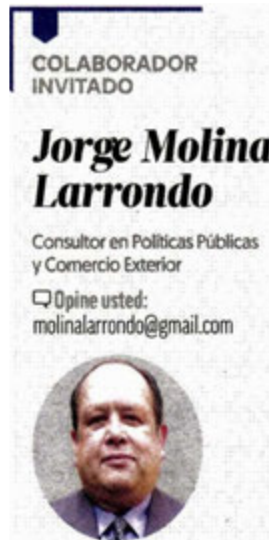 COLABORADOR
INVITADO
Jorge Molina
Larrondo
Consultor en Políticas Públicas
y Comercio Exterior
Opine usted:
molinalarrondo@gmail.com